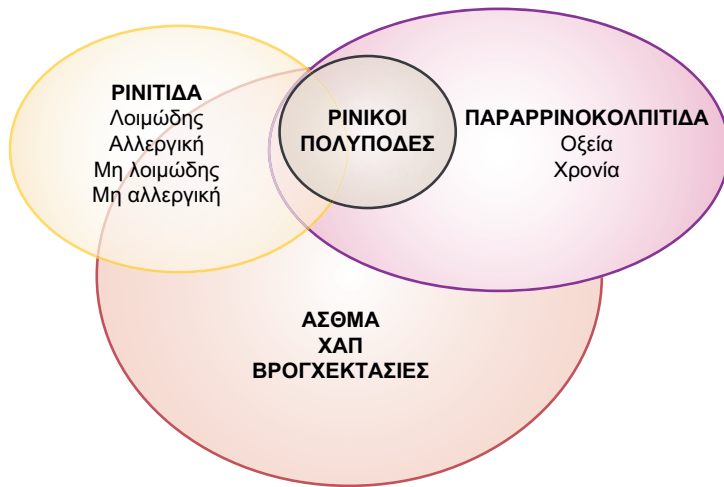 ΡΙΝΙΤΙΔΑ
Λοιμώδης
Αλλεργική
Μη λοιμώδης
Μη αλλεργική
ΡΙΝΙΚΟΙ
ΠΟΛΥΠΟΔΕΣ
ΠΑΡΑΡΡΙΝΟΚΟΛΠΙΤΙΔΑ
Οξεία
Χρονία
ΑΣΘΜΑ
ΧΑΠ
ΒΡΟΓΧΕΚΤΑΣΙΕΣ